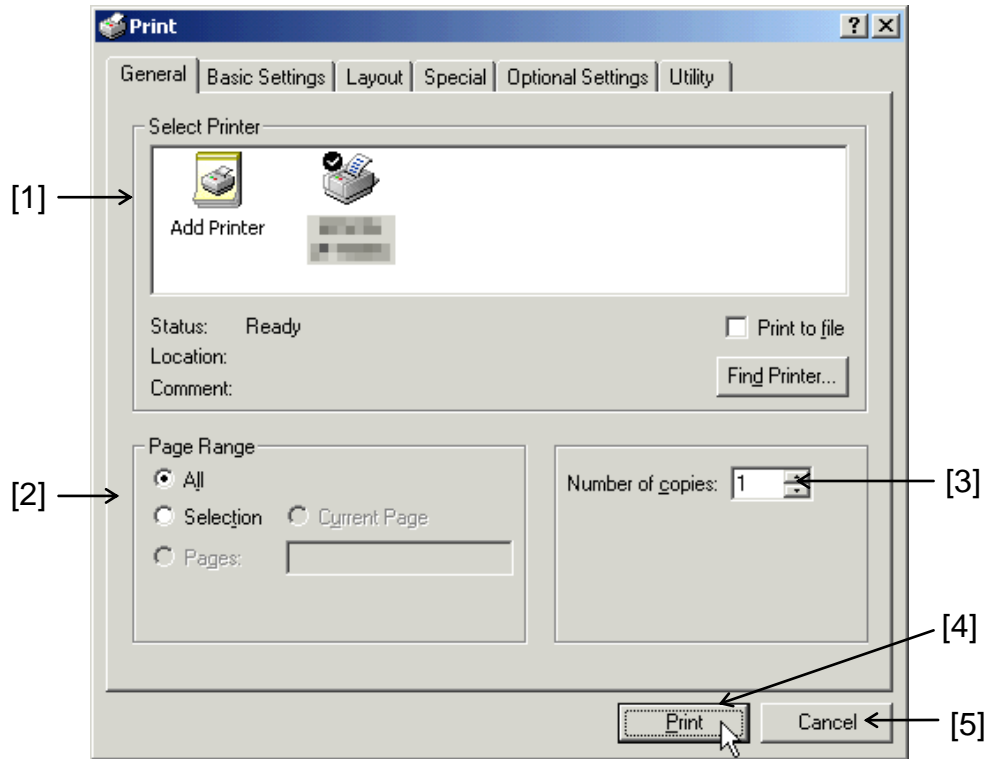 Print
General Basic Settings Layout Special Optional Settings Utility
Select Printer
[1]
Add Printer
Status: Ready
Print to file
Location:
Find Printer...
Comment:
Page Range
All
[2]
Number of copies: 1
[3]
Selection Current Page
Pages:
[4]
Print
Cancel
[5]